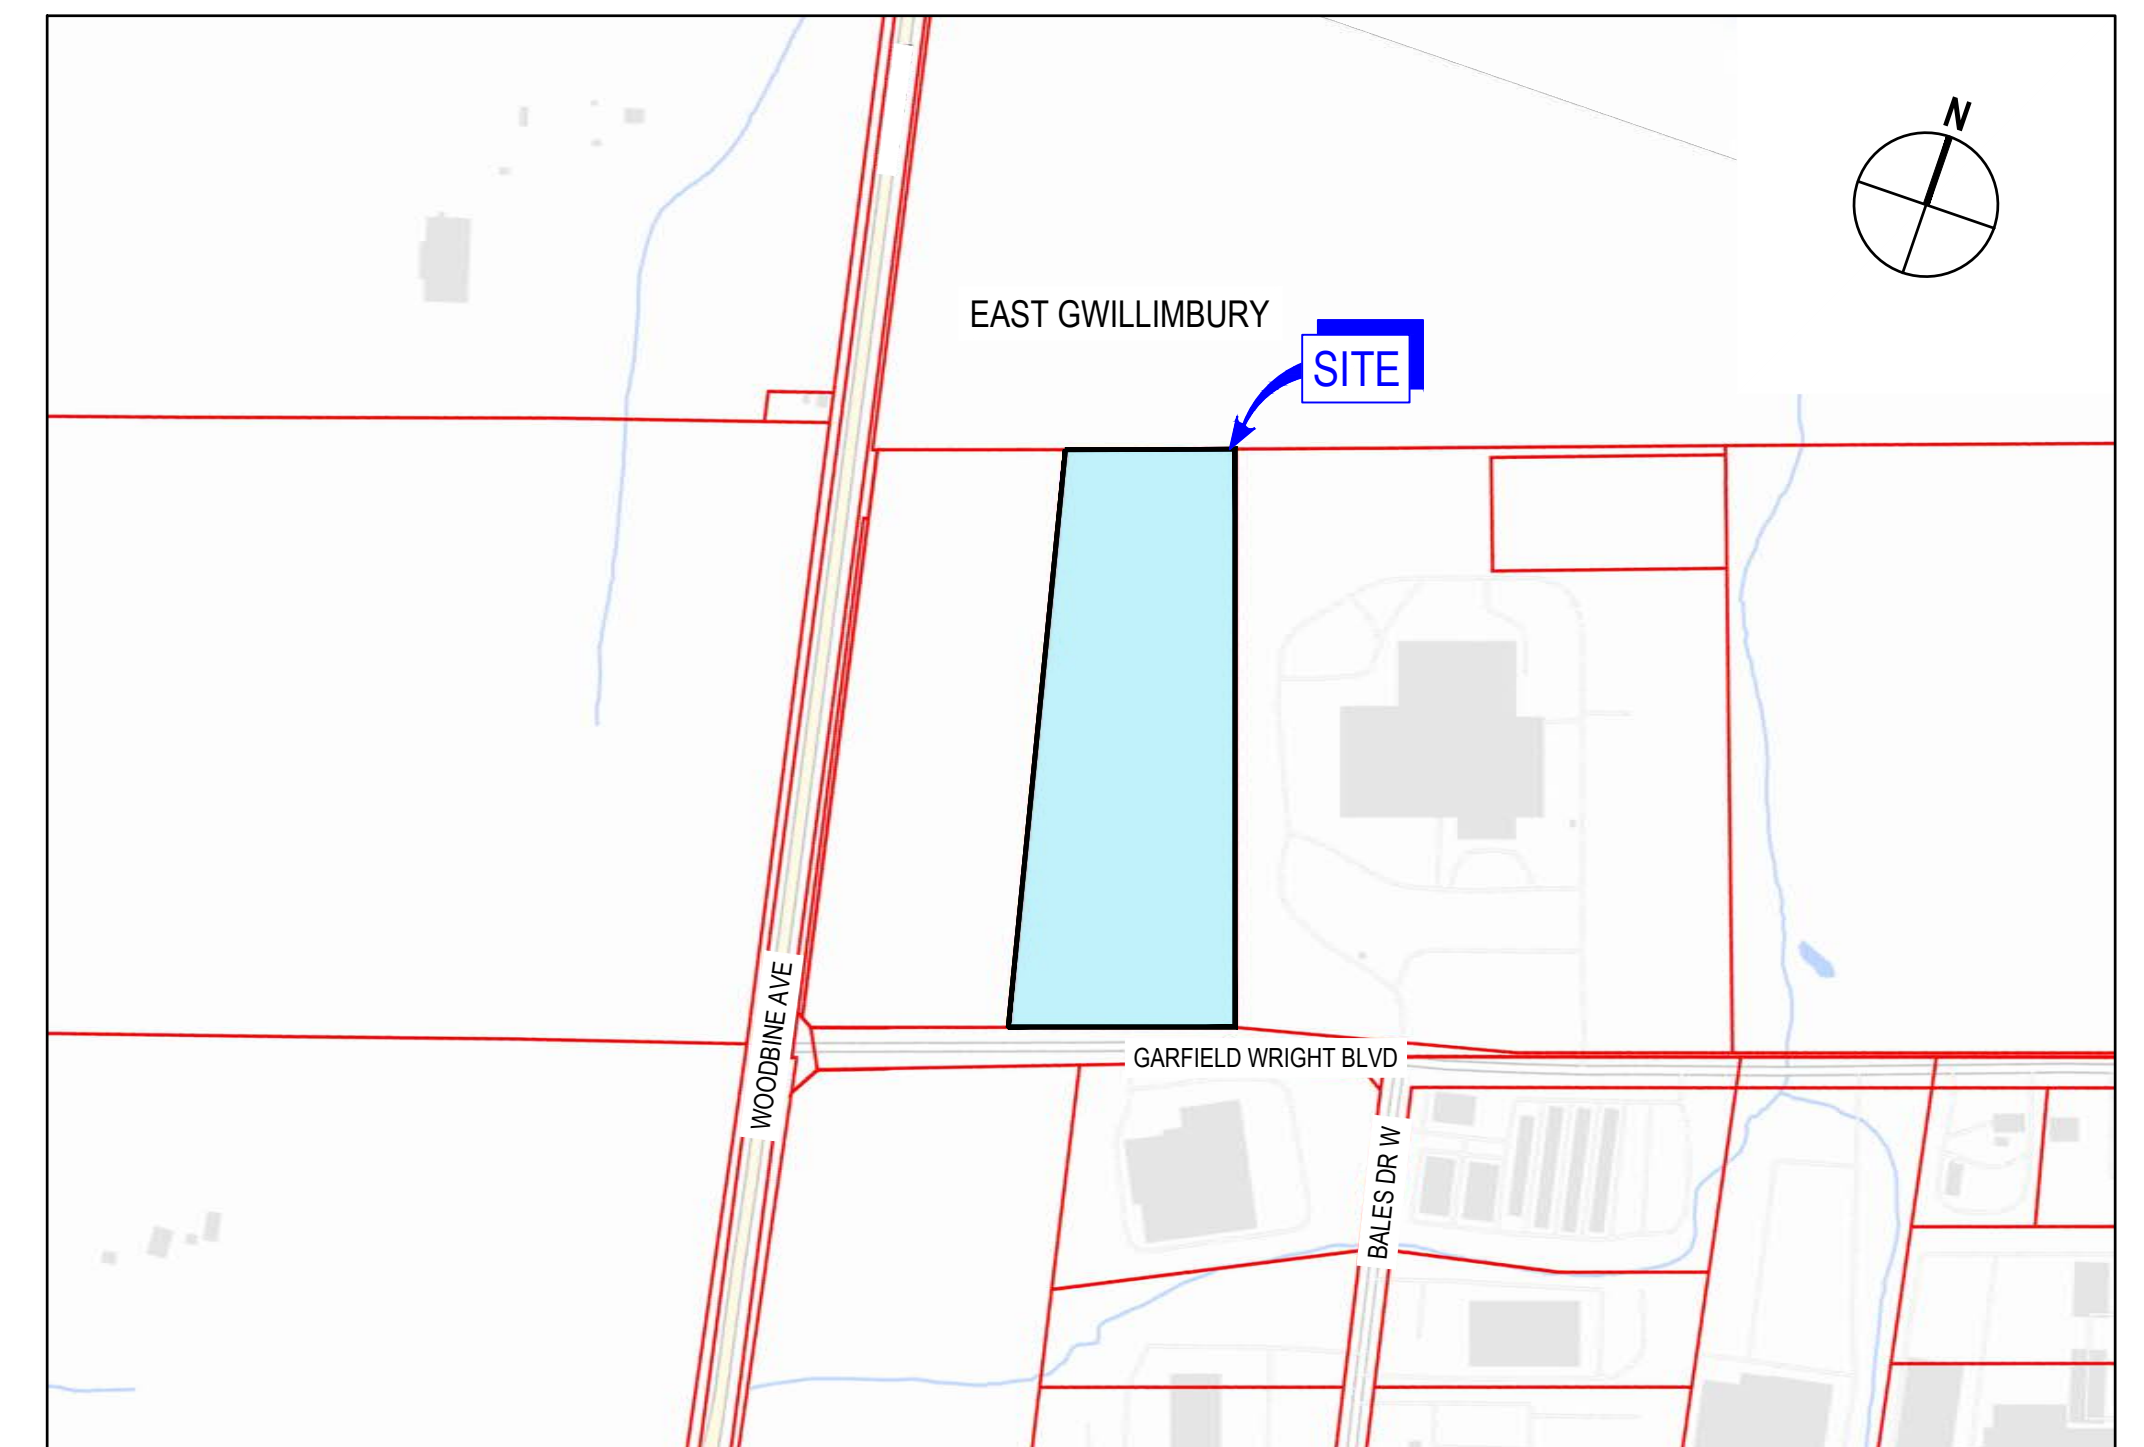 N
EAST GWILLIMBURY
SITE
WOODBINE AVE
GARFIELD WRIGHT BLVD
BALES DR W